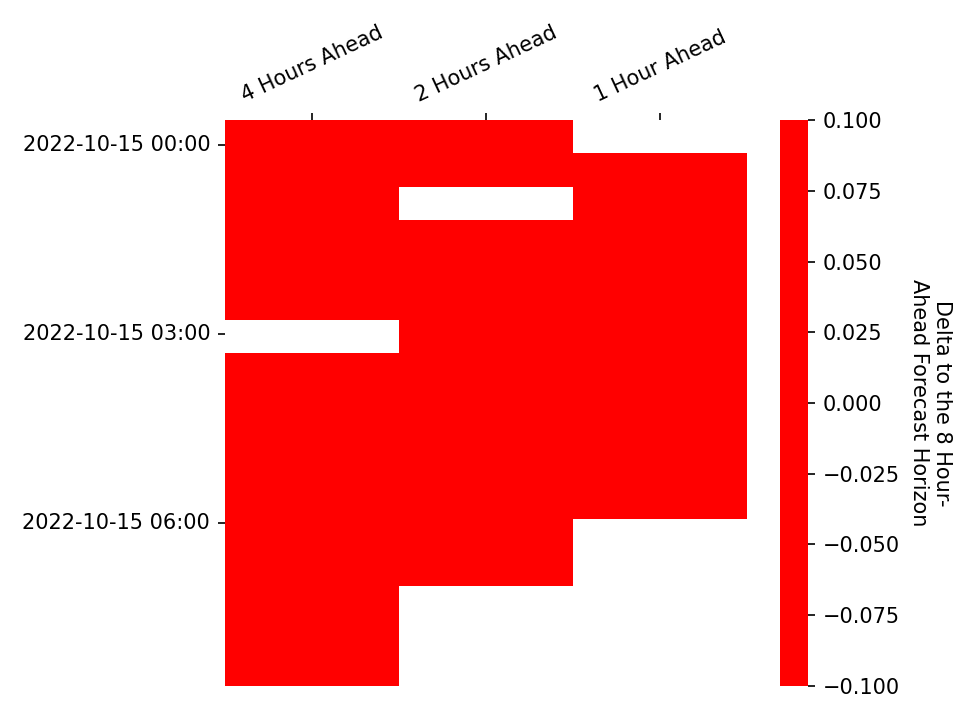 4 Hours Ahead
2 Hours Ahead
1 Hour Ahead
2022-10-15 00:00
2022-10-15 03:00
2022-10-15 06:00
0.100
0.075
0.050
0.025
0.000
−0.025
−0.050
−0.075
−0.100
Delta to the 8 Hour-
Ahead Forecast Horizon